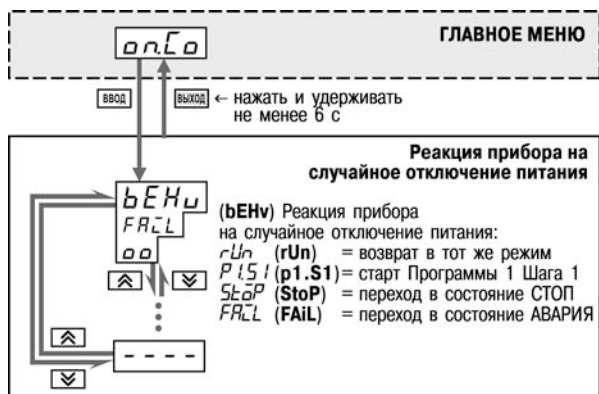 ГЛАВНОЕ МЕНЮ
on.Co
ВВОД
ВЫХОД ← нажать и удерживать
не менее 6 с
Реакция прибора на
случайное отключение питания
bEHv
FAiL
oo
(bEHv) Реакция прибора
на случайное отключение питания:
rUn (rUn) = возврат в тот же режим
P1.S1 (p1.S1) = старт Программы 1 Шага 1
StoP (StoP) = переход в состояние СТОП
FAiL (FAiL) = переход в состояние АВАРИЯ
- - - -